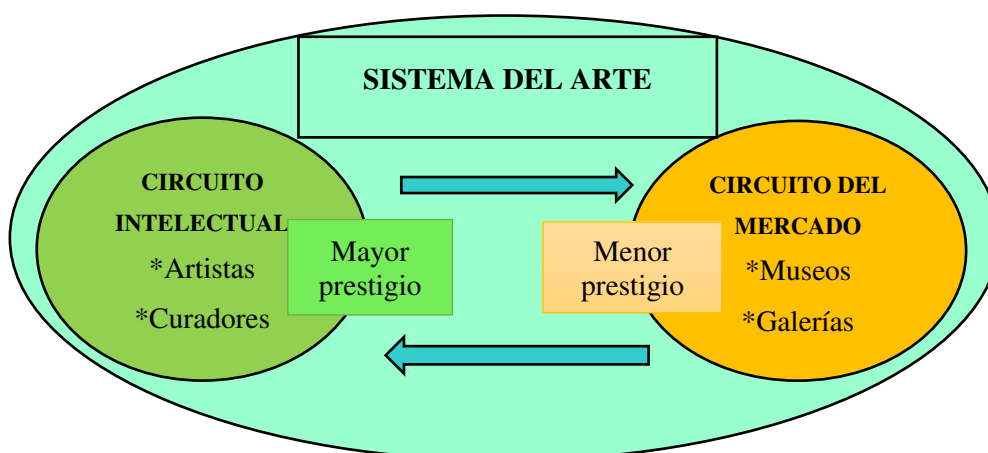 SISTEMA DEL ARTE
CIRCUITO
INTELECTUAL
*Artistas
*Curadores
Mayor
prestigio
Menor
prestigio
CIRCUITO DEL
MERCADO
*Museos
*Galerías